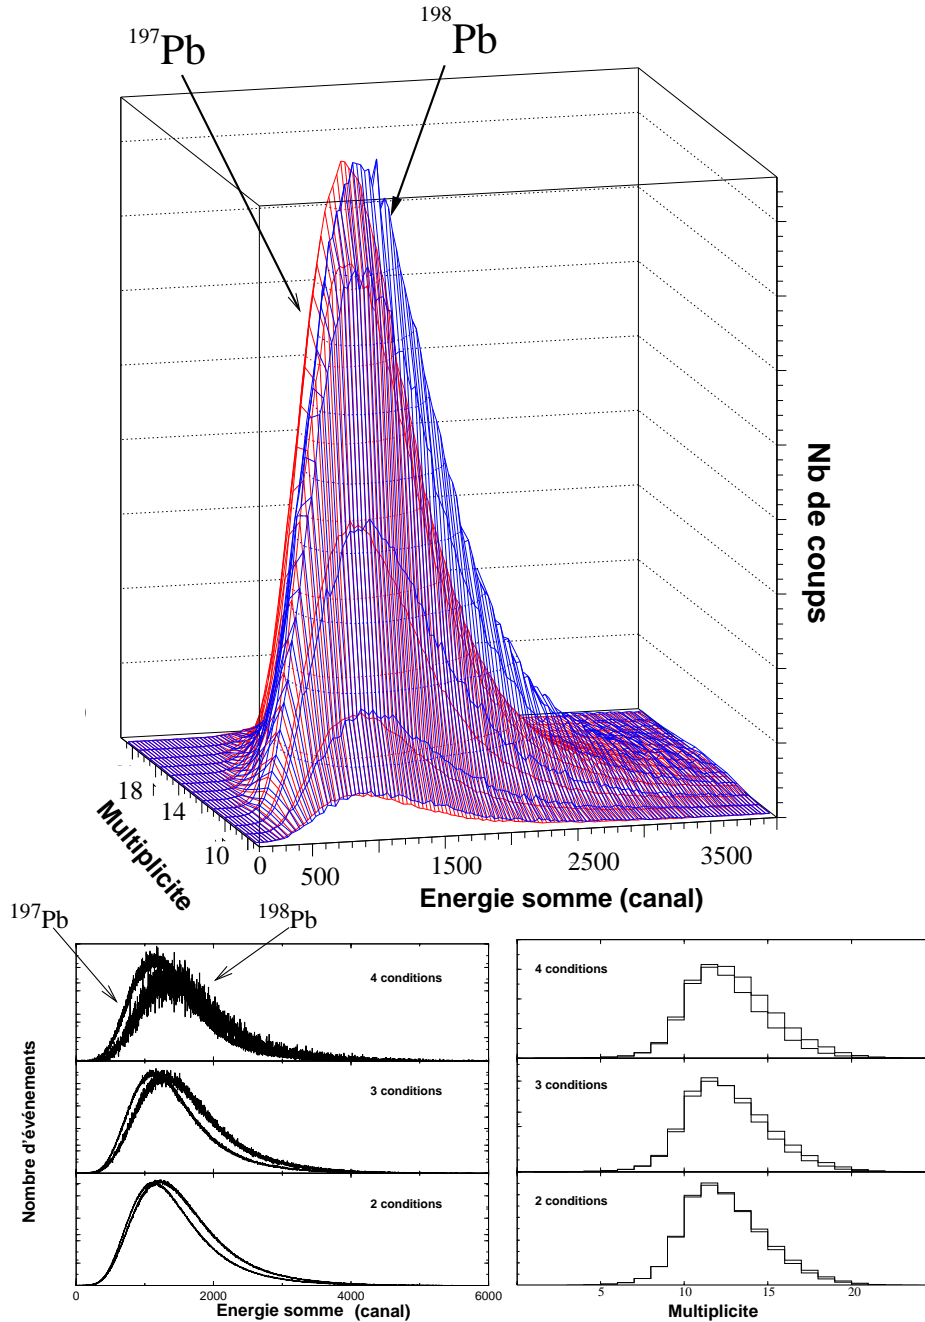 197Pb
198Pb
Nb de coups
18
14
10
Multiplicite
0
500
1500
2500
3500
Energie somme (canal)
197Pb
198Pb
4 conditions
4 conditions
3 conditions
3 conditions
2 conditions
2 conditions
Nombre d'événements
0
2000
4000
6000
5
10
15
20
Energie somme (canal)
Multiplicite